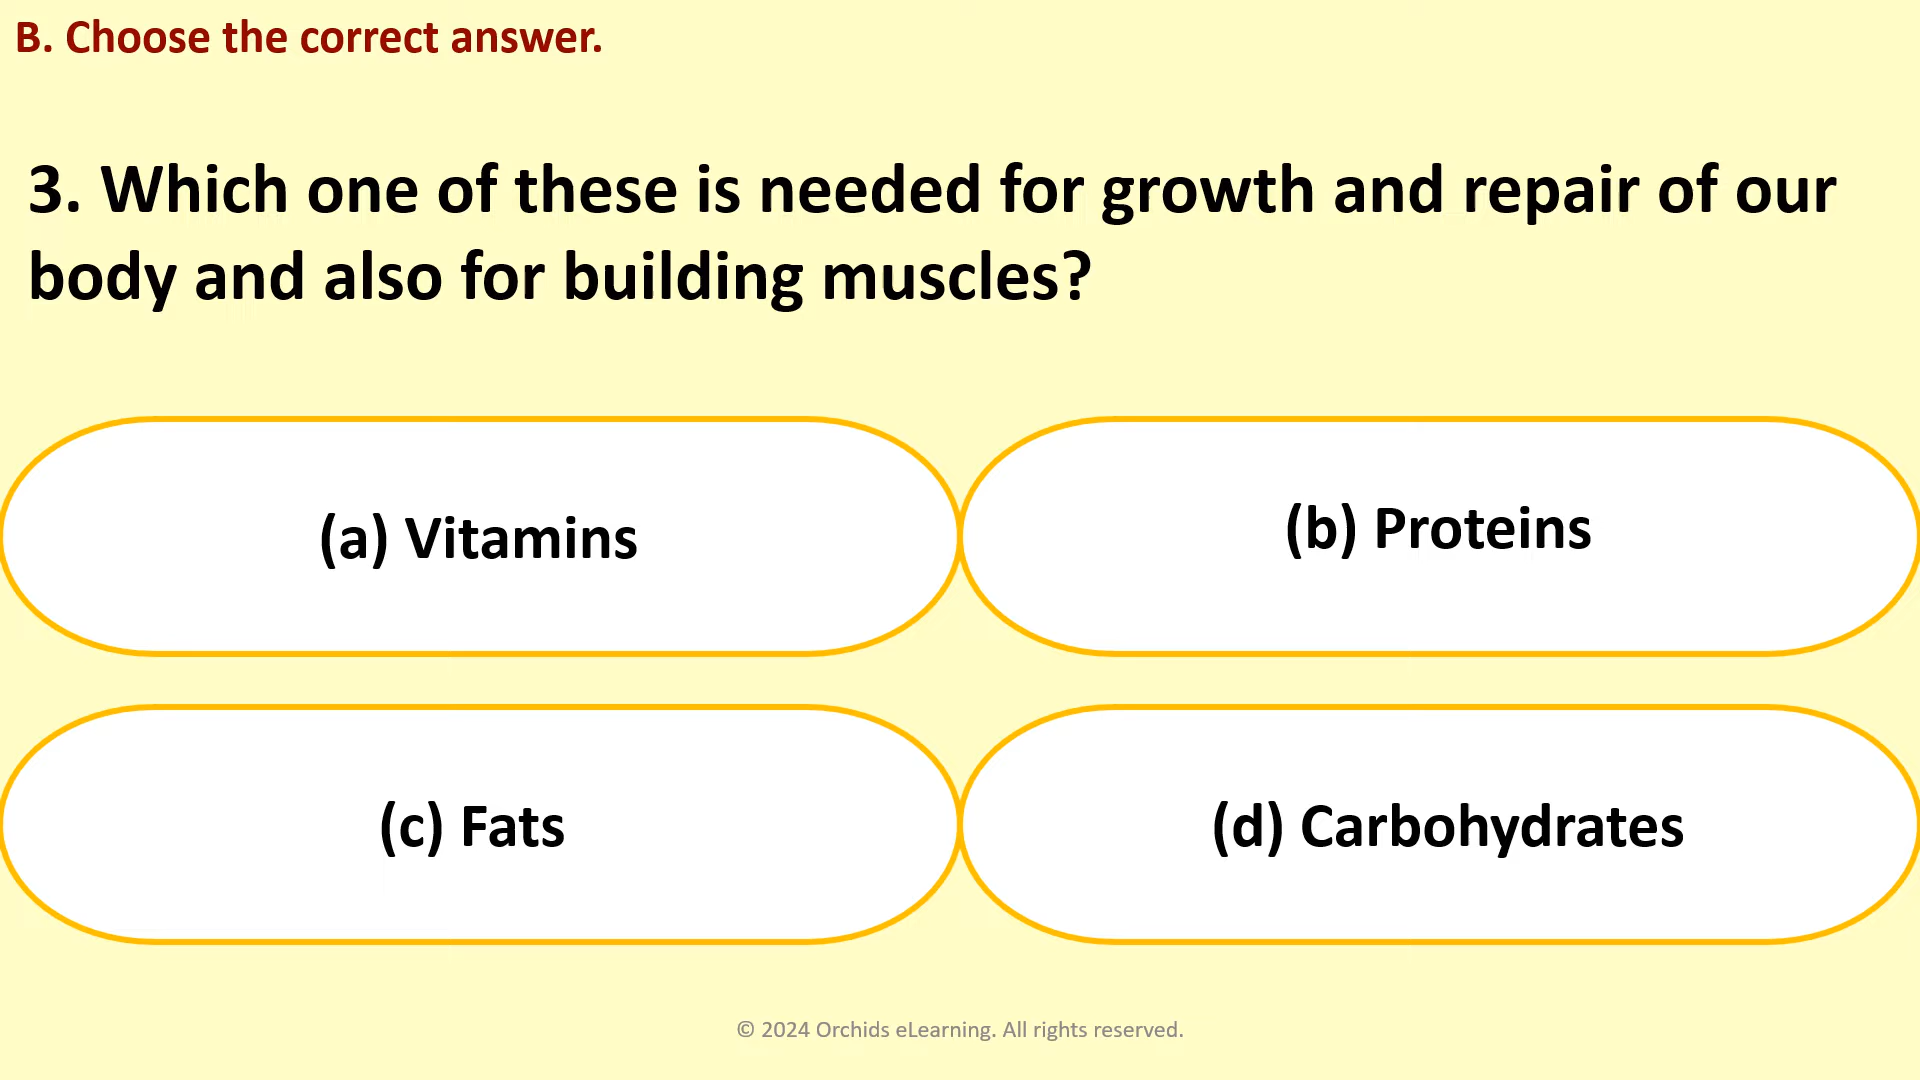 B. Choose the correct answer.
3. Which one of these is needed for growth and repair of our
body and also for building muscles?
(a) Vitamins
(b) Proteins
(c) Fats
(d) Carbohydrates
© 2024 Orchids eLearning. All rights reserved.